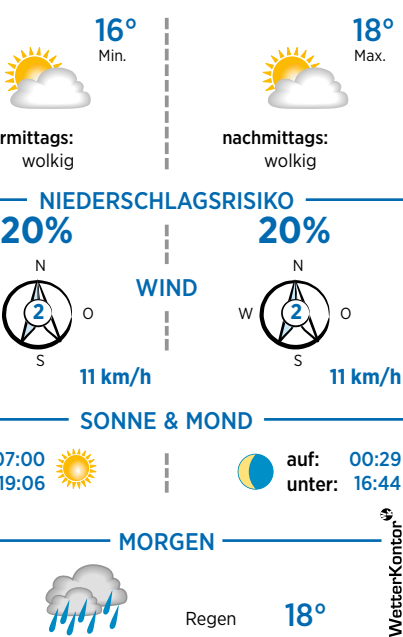 16°
Min.
18°
Max.
rmittags:
wolkig
nachmittags:
wolkig
NIEDERSCHLAGSRISIKO
20%
20%
WIND
N
2
O
S
11 km/h
N
W
2
O
S
11 km/h
SONNE & MOND
07:00
19:06
auf: 00:29
unter: 16:44
MORGEN
Regen
18°
WetterKontor